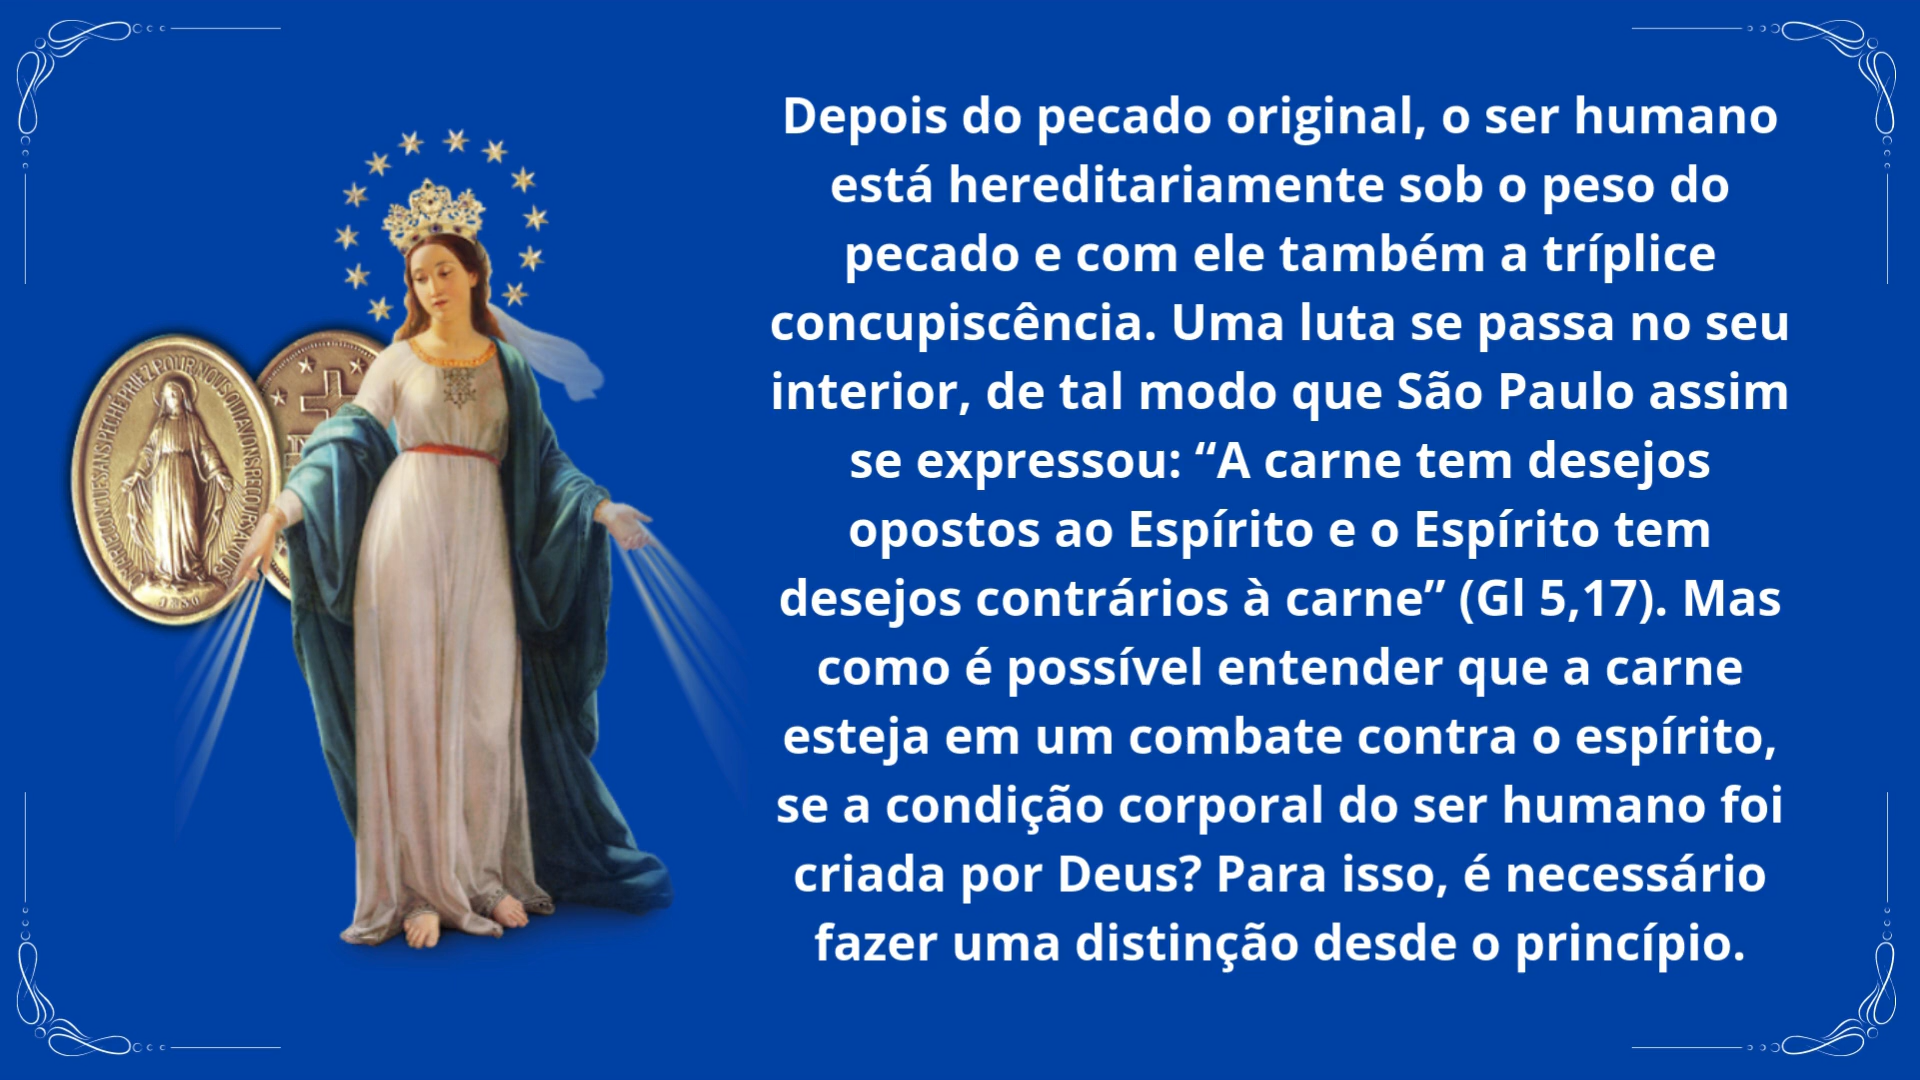 Depois do pecado original, o ser humano
está hereditariamente sob o peso do
pecado e com ele também a tríplice
concupiscência. Uma luta se passa no seu
interior, de tal modo que São Paulo assim
se expressou: “A carne tem desejos
opostos ao Espírito e o Espírito tem
desejos contrários à carne” (Gl 5,17). Mas
como é possível entender que a carne
esteja em um combate contra o espírito,
se a condição corporal do ser humano foi
criada por Deus? Para isso, é necessário
fazer uma distinção desde o princípio.